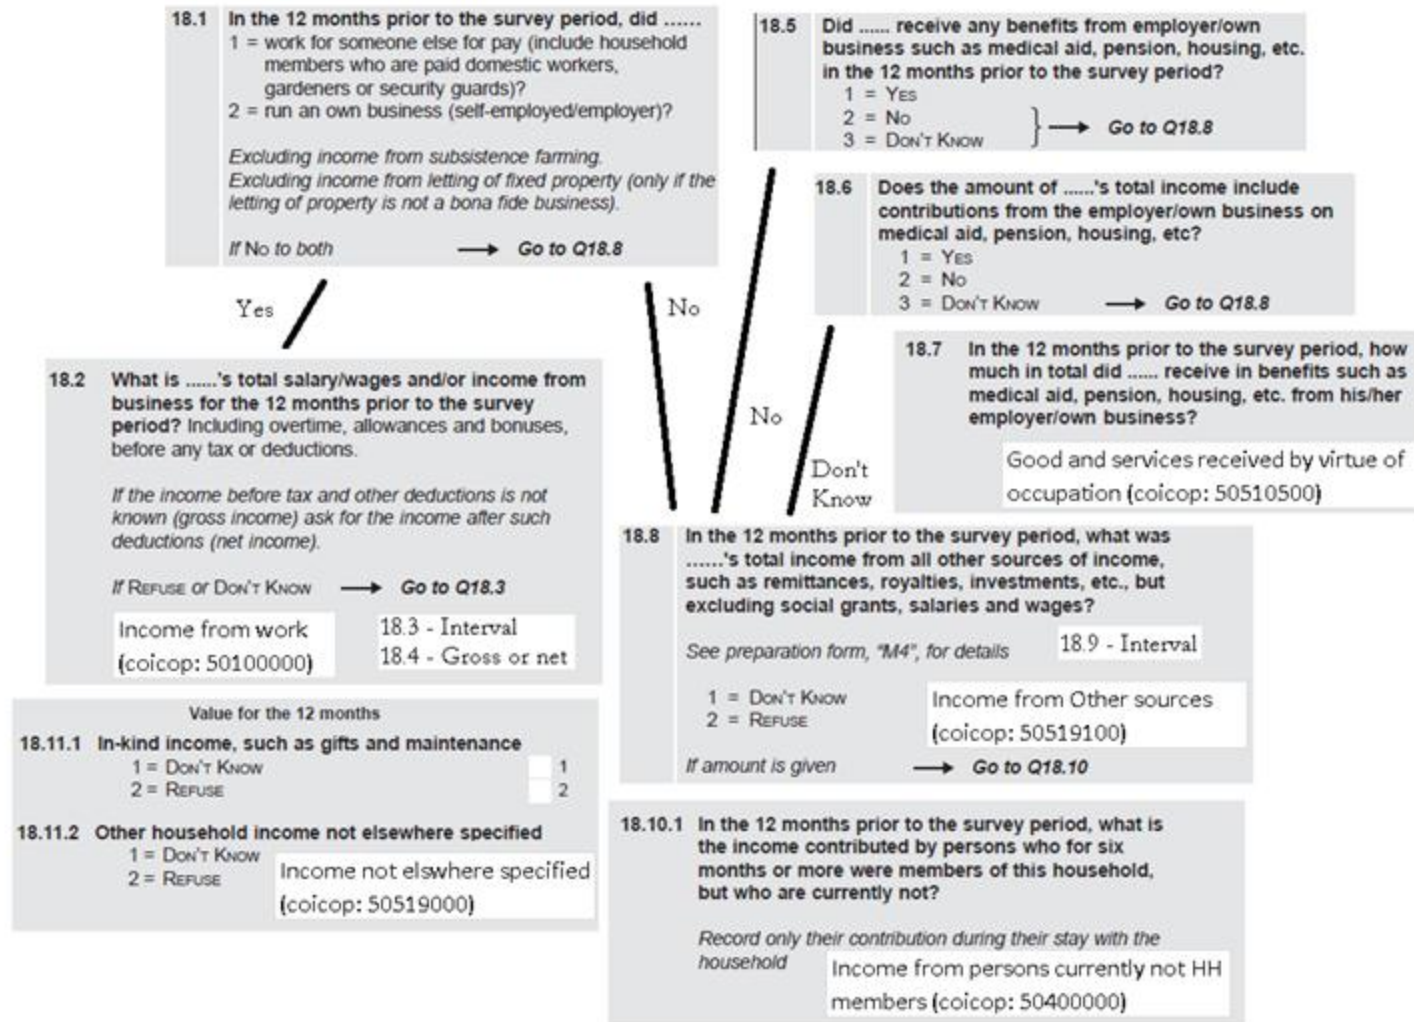 18.1 In the 12 months prior to the survey period, did ......
1 = work for someone else for pay (include household
members who are paid domestic workers,
gardeners or security guards)?
2 = run an own business (self-employed/employer)?
Excluding income from subsistence farming.
Excluding income from letting of fixed property (only if the
letting of property is not a bona fide business).
If No to both → Go to Q18.8
Yes
No
18.2 What is ......'s total salary/wages and/or income from
business for the 12 months prior to the survey
period? Including overtime, allowances and bonuses,
before any tax or deductions.
If the income before tax and other deductions is not
known (gross income) ask for the income after such
deductions (net income).
If REFUSE or DON'T KNOW → Go to Q18.3
Income from work
(coicop: 50100000)
18.3 - Interval
18.4 - Gross or net
Value for the 12 months
18.11.1 In-kind income, such as gifts and maintenance
1 = DON'T KNOW 1
2 = REFUSE 2
18.11.2 Other household income not elsewhere specified
1 = DON'T KNOW
2 = REFUSE
Income not elswhere specified
(coicop: 50519000)
18.5 Did ...... receive any benefits from employer/own
business such as medical aid, pension, housing, etc.
in the 12 months prior to the survey period?
1 = YES
2 = NO
3 = DON'T KNOW
} → Go to Q18.8
No
18.6 Does the amount of ......'s total income include
contributions from the employer/own business on
medical aid, pension, housing, etc?
1 = YES
2 = NO
3 = DON'T KNOW → Go to Q18.8
Don't
Know
18.7 In the 12 months prior to the survey period, how
much in total did ...... receive in benefits such as
medical aid, pension, housing, etc. from his/her
employer/own business?
Good and services received by virtue of
occupation (coicop: 50510500)
18.8 In the 12 months prior to the survey period, what was
......'s total income from all other sources of income,
such as remittances, royalties, investments, etc., but
excluding social grants, salaries and wages?
See preparation form, "M4", for details
18.9 - Interval
1 = DON'T KNOW
2 = REFUSE
Income from Other sources
(coicop: 50519100)
If amount is given → Go to Q18.10
18.10.1 In the 12 months prior to the survey period, what is
the income contributed by persons who for six
months or more were members of this household,
but who are currently not?
Record only their contribution during their stay with the
household
Income from persons currently not HH
members (coicop: 50400000)